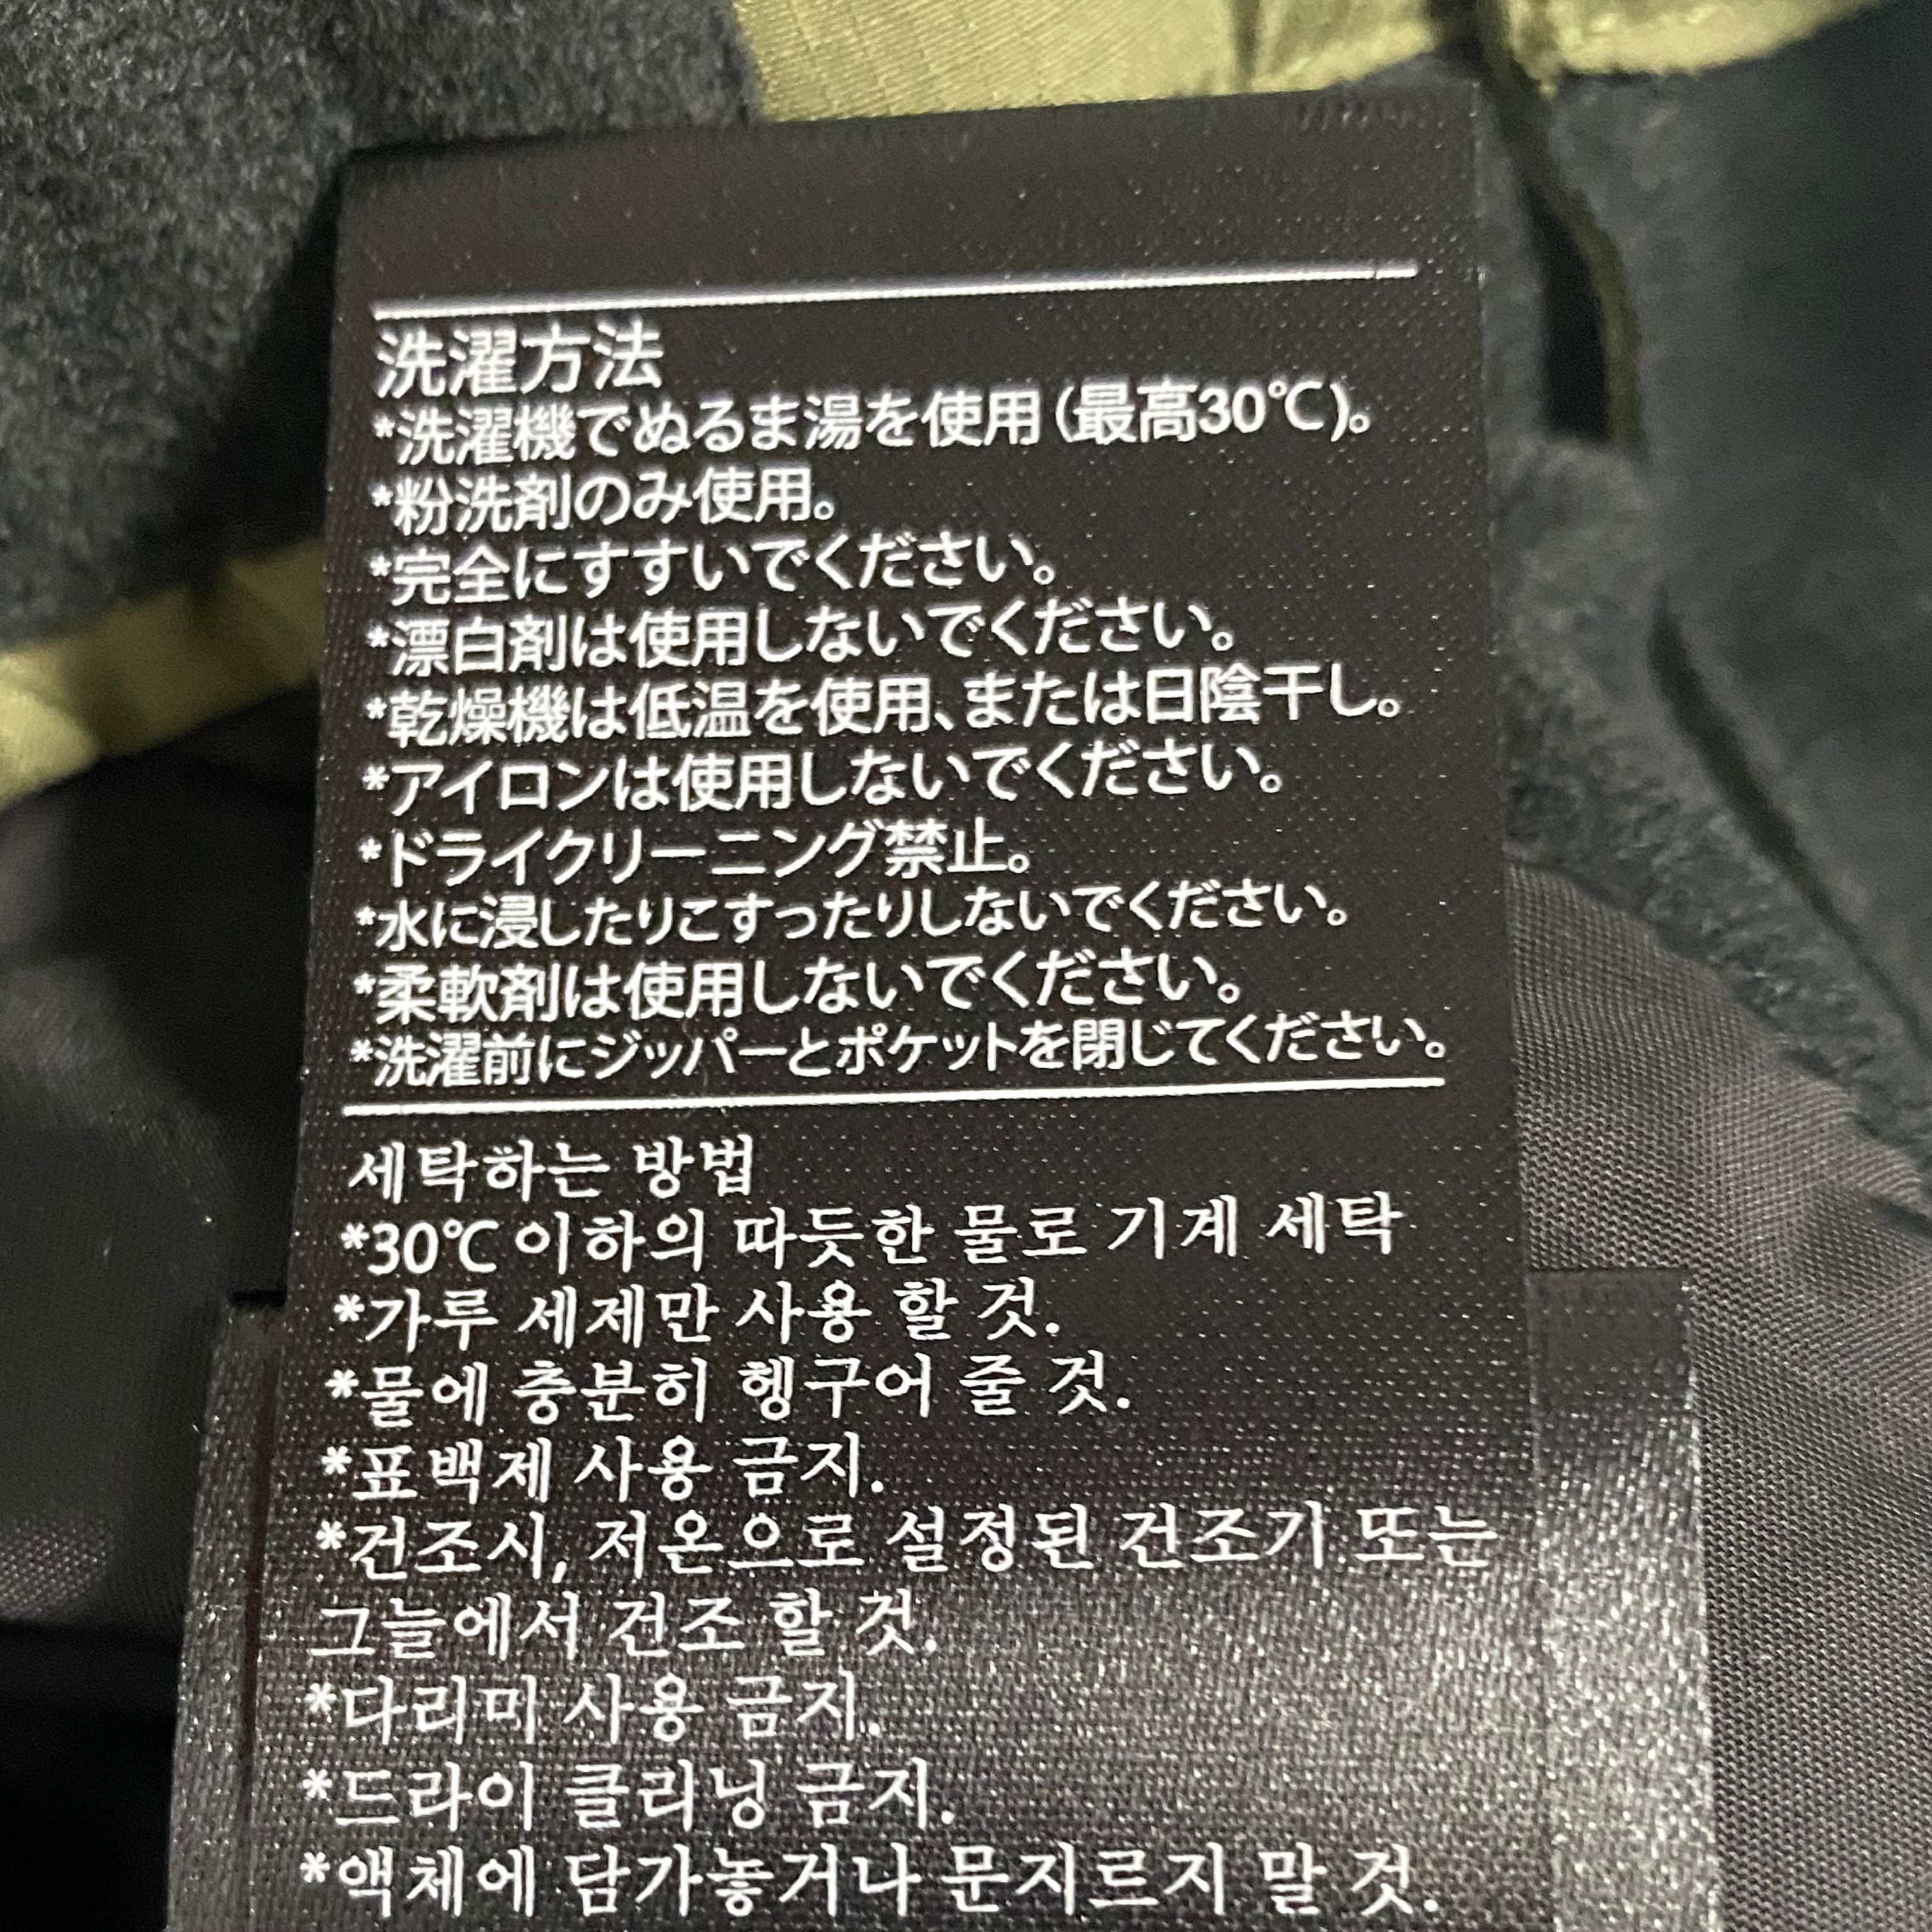 洗濯方法
*洗濯機でぬるま湯を使用(最高30℃)。
*粉洗剤のみ使用。
*完全にすすいでください。
*漂白剤は使用しないでください。
*乾燥機は低温を使用、または日陰干し。
*アイロンは使用しないでください。
*ドライクリーニング禁止。
*水に浸したりこすったりしないでください。
*柔軟剤は使用しないでください。
*洗濯前にジッパーとポケットを閉じてください。
세탁하는 방법
*30℃ 이하의 따듯한 물로 기계 세탁
*가루 세제만 사용 할 것.
*물에 충분히 헹구어 줄 것.
*표백제 사용 금지.
*건조시, 저온으로 설정된 건조기 또는
그늘에서 건조 할 것.
*다리미 사용 금지.
*드라이 클리닝 금지.
*액체에 담가놓거나 문지르지 말 것.